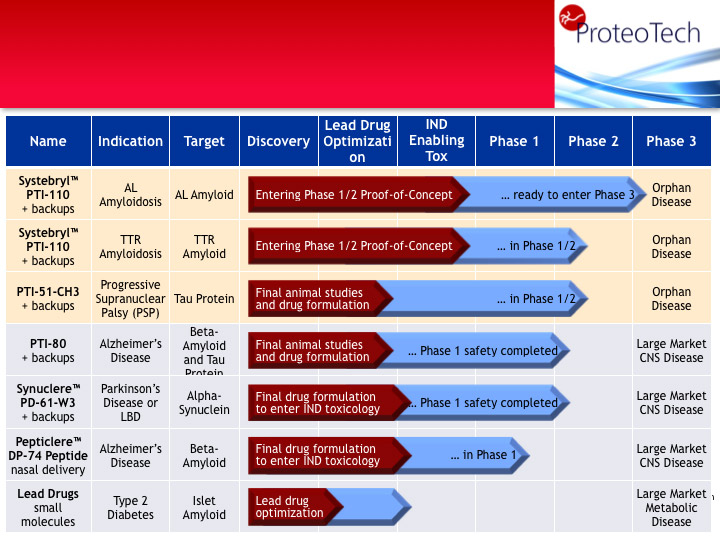 ProteoTech
Name
Indication
Target
Discovery
Lead Drug
Optimizati
on
IND
Enabling
Tox
Phase 1
Phase 2
Phase 3
Systebryl™
PTI-110
+ backups
AL
Amyloidosis
AL Amyloid
Entering Phase 1/2 Proof-of-Concept
... ready to enter Phase 3
Orphan
Disease
Systebryl™
PTI-110
+ backups
TTR
Amyloidosis
TTR
Amyloid
Entering Phase 1/2 Proof-of-Concept
... in Phase 1/2
Orphan
Disease
PTI-51-CH3
+ backups
Progressive
Supranuclear
Palsy (PSP)
Tau Protein
Final animal studies
and drug formulation
... in Phase 1/2
Orphan
Disease
PTI-80
+ backups
Alzheimer's
Disease
Beta-
Amyloid
and Tau
Protein
Final animal studies
and drug formulation
... Phase 1 safety completed
Large Market
CNS Disease
Synuclere™
PD-61-W3
+ backups
Parkinson's
Disease or
LBD
Alpha-
Synuclein
Final drug formulation
to enter IND toxicology
... Phase 1 safety completed
Large Market
CNS Disease
Pepticlere™
DP-74 Peptide
nasal delivery
Alzheimer's
Disease
Beta-
Amyloid
Final drug formulation
to enter IND toxicology
... in Phase 1
Large Market
CNS Disease
Lead Drugs
small
molecules
Type 2
Diabetes
Islet
Amyloid
Lead drug
optimization
Large Market
Metabolic
Disease